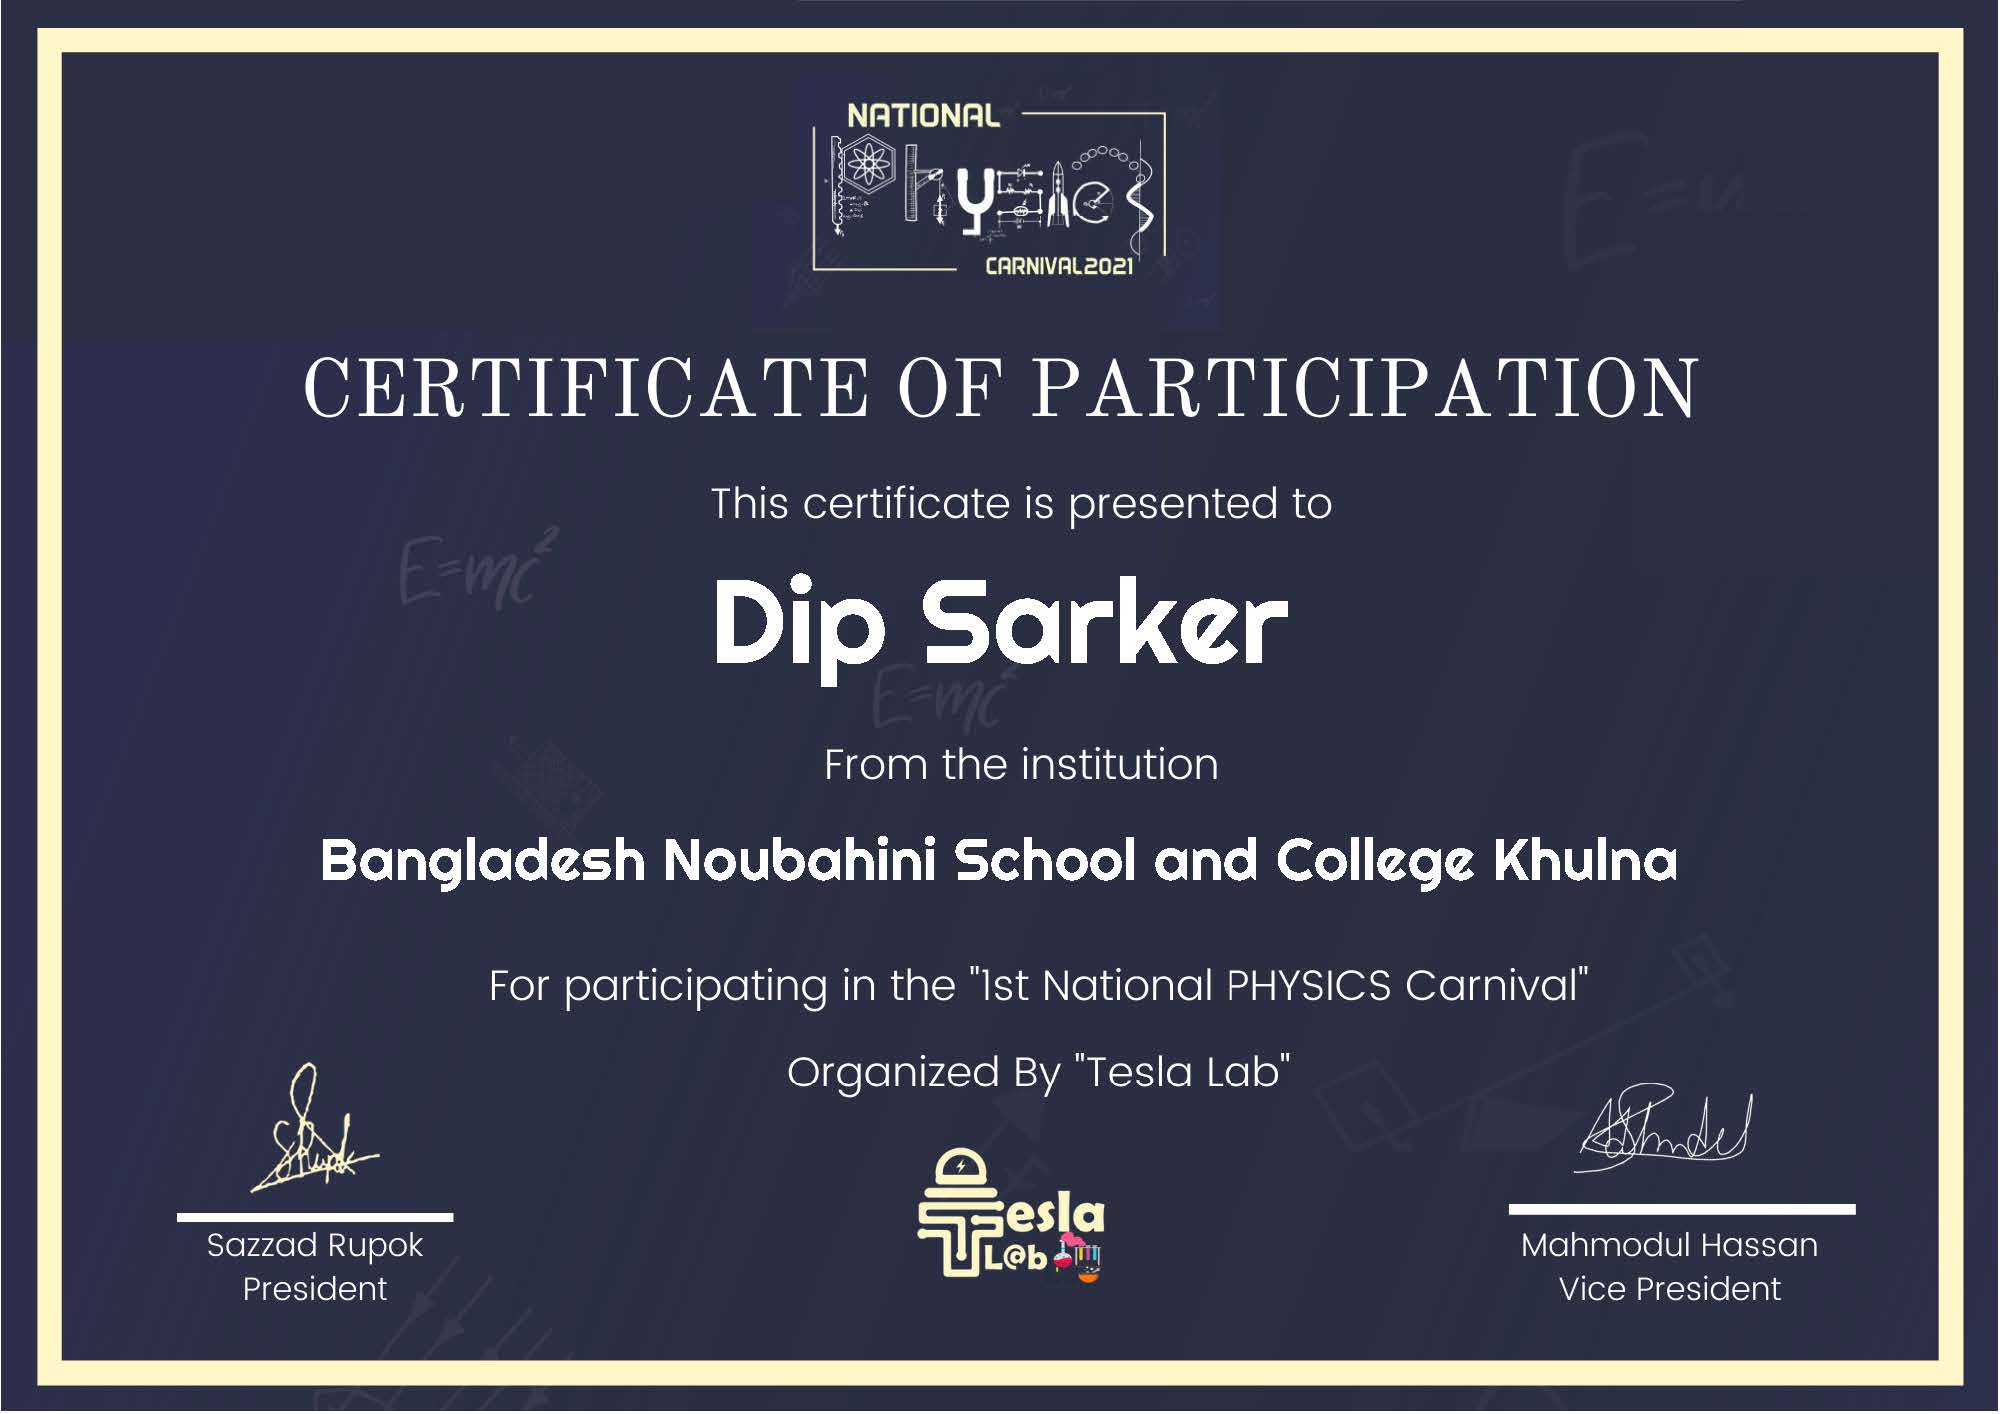 NATIONAL
Physics
CARNIVAL2021
CERTIFICATE OF PARTICIPATION
This certificate is presented to
E=mc²
Dip Sarker
E=mc²
From the institution
Bangladesh Noubahini School and College Khulna
For participating in the "1st National PHYSICS Carnival"
Organized By "Tesla Lab"
Tesla
L@b
Sazzad Rupok
President
Mahmodul Hassan
Vice President